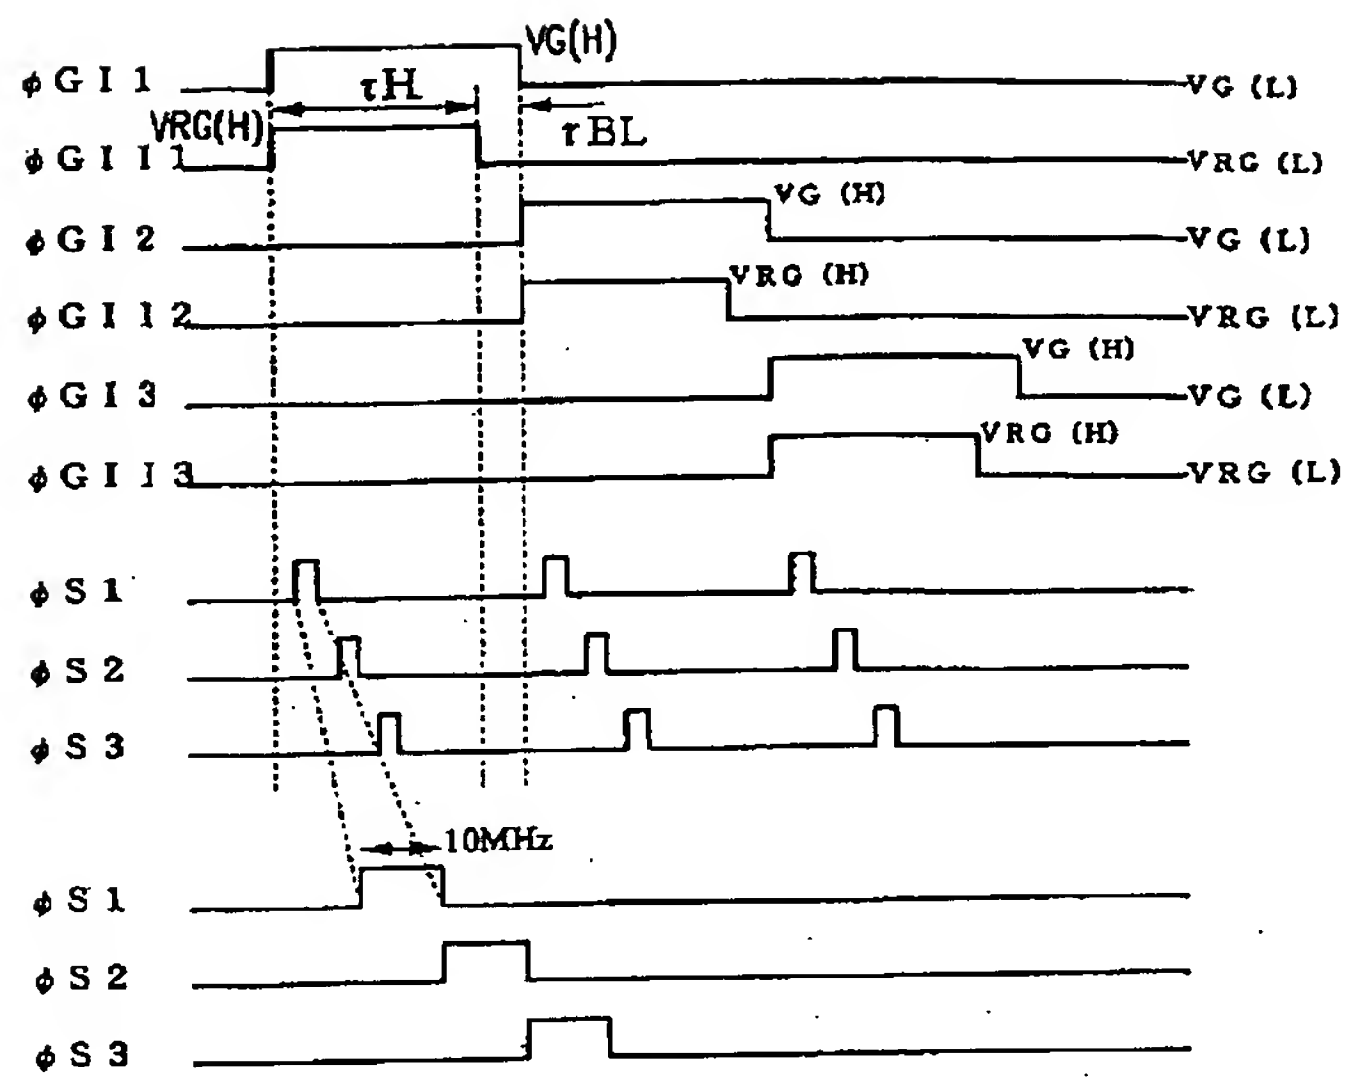 φGI1 VG(H) VG(L)
τH
τBL
φGII1 VRG(H) VRG(L)
φGI2 VG(H) VG(L)
φGII2 VRG(H) VRG(L)
φGI3 VG(H) VG(L)
φGII3 VRG(H) VRG(L)
φS1
φS2
φS3
10MHz
φS1
φS2
φS3